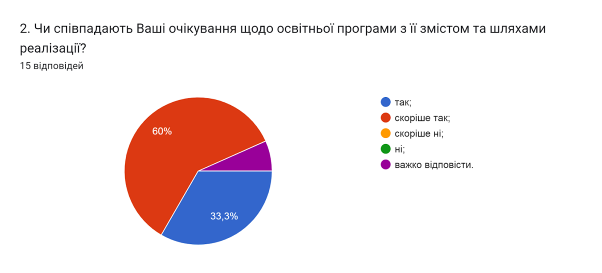 2. Чи співпадають Ваші очікування щодо освітньої програми з її змістом та шляхами
реалізації?
15 відповідей
60%
33,3%
так;
скоріше так;
скоріше ні;
ні;
важко відповісти.